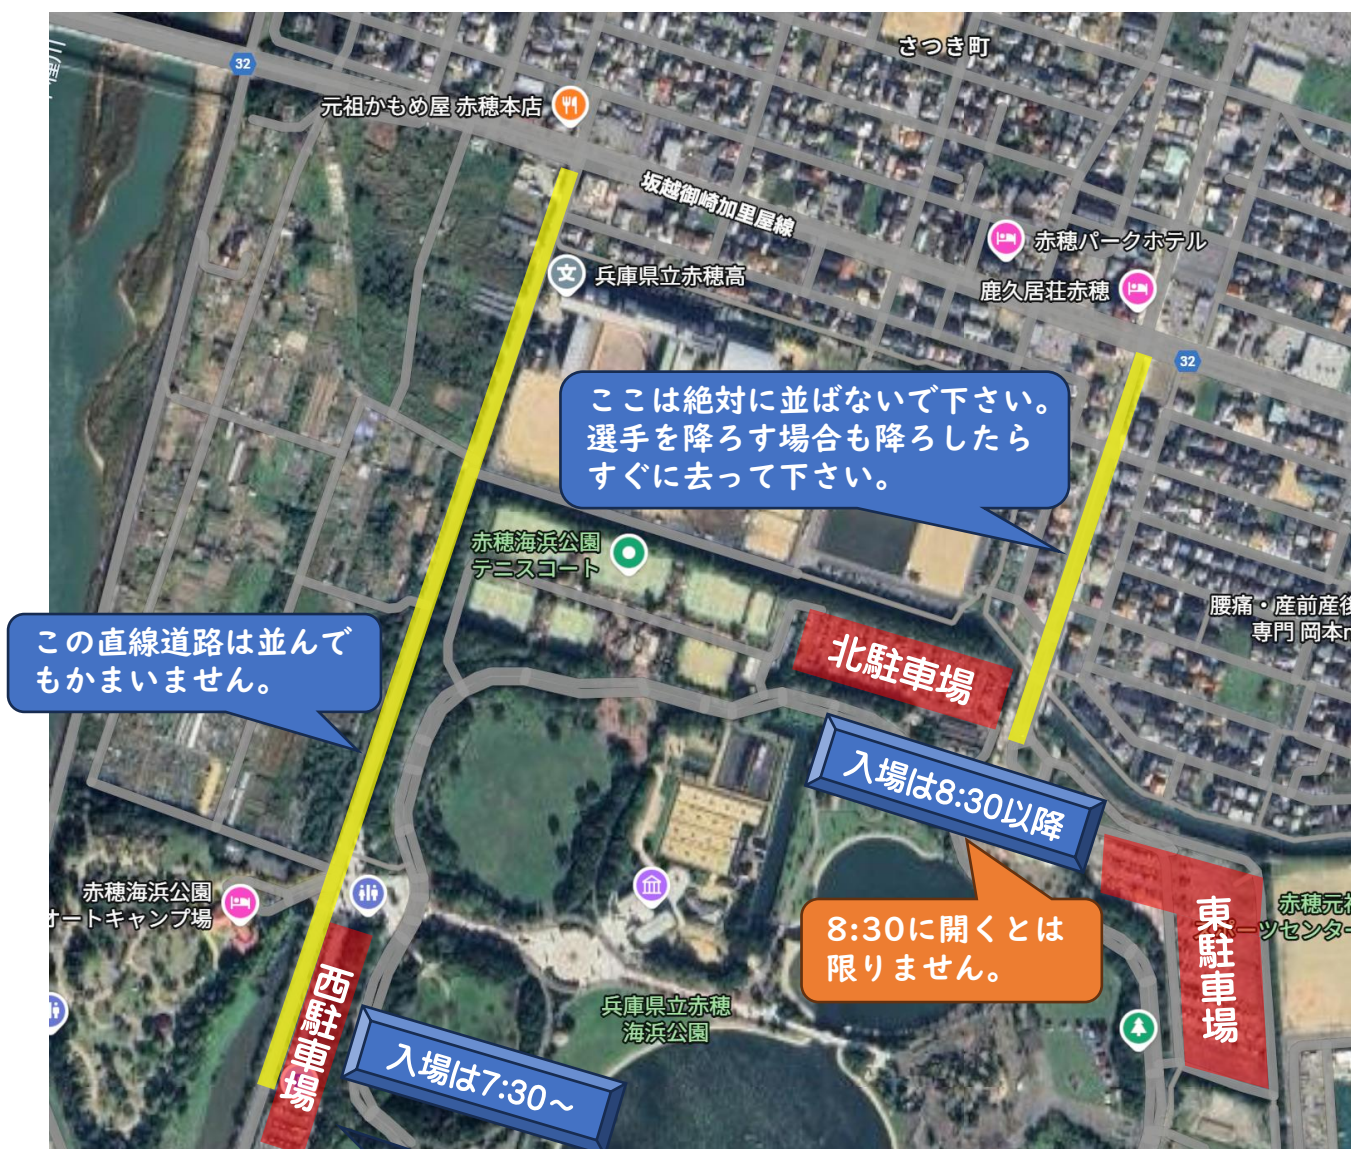 32
さつき町
元祖かもめ屋 赤穂本店
坂越御崎加里屋線
赤穂パークホテル
兵庫県立赤穂高
鹿久居荘赤穂
32
ここは絶対に並ばないで下さい。
選手を降ろす場合も降ろしたら
すぐに去って下さい。
赤穂海浜公園
テニスコート
腰痛・産前産後
専門 岡本
この直線道路は並んで
もかまいません。
北駐車場
入場は8:30以降
赤穂海浜公園
オートキャンプ場
8:30に開くとは
限りません。
東駐車場
赤穂元
ーツセンター
西駐車場
兵庫県立赤穂
海浜公園
入場は7:30～